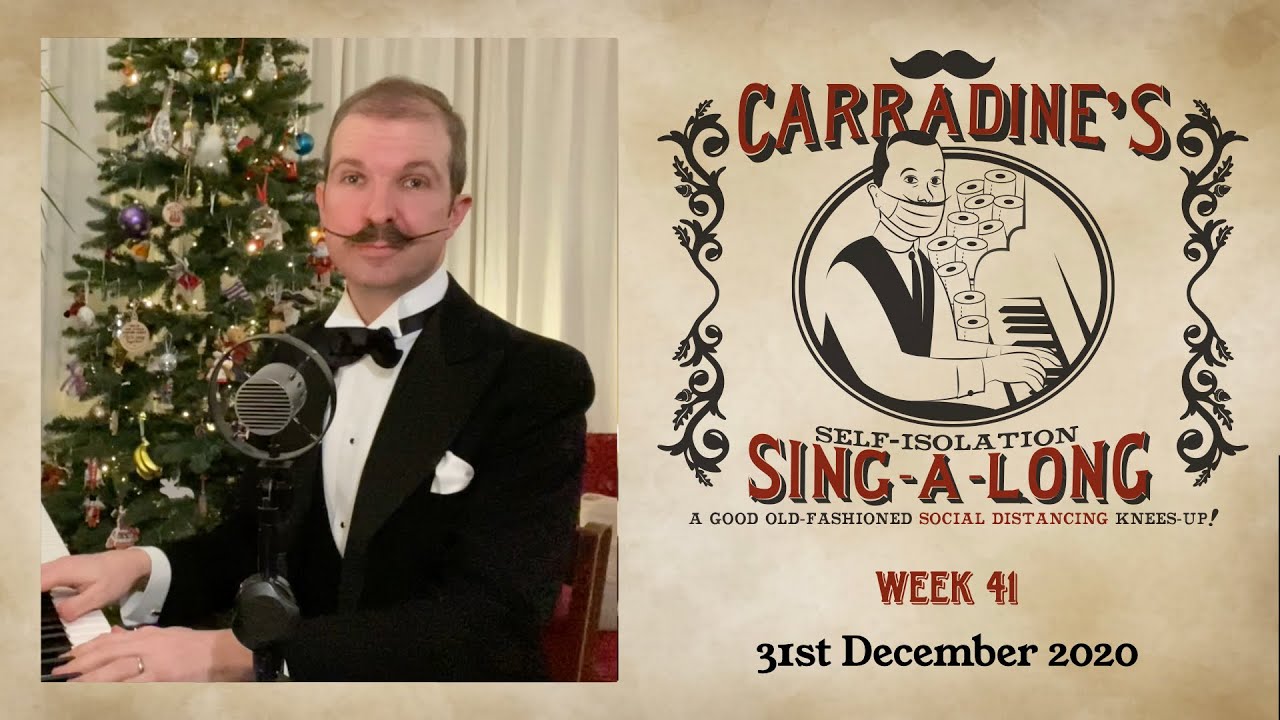 CARRADINE'S
SELF-ISOLATION
SING-A-LONG
A GOOD OLD-FASHIONED SOCIAL DISTANCING KNEES-UP!
WEEK 41
31st December 2020